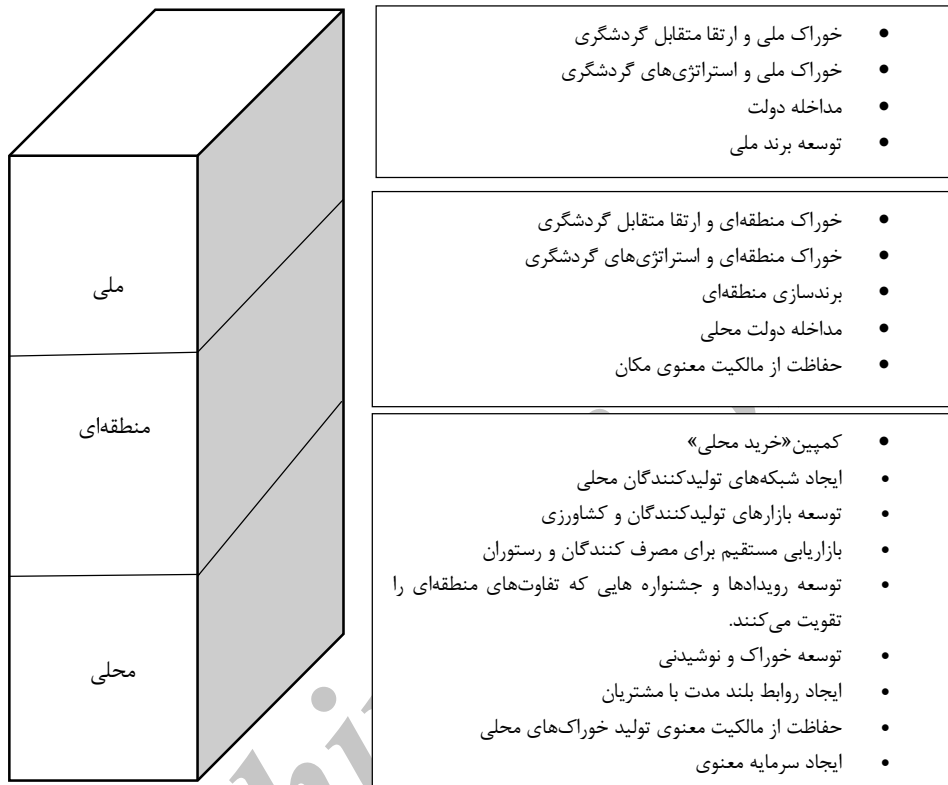 خوراک ملی و ارتقا متقابل گردشگری
خوراک ملی و استراتژی‌های گردشگری
مداخله دولت
توسعه برند ملی
ملی
خوراک منطقه‌ای و ارتقا متقابل گردشگری
خوراک منطقه‌ای و استراتژی‌های گردشگری
برندسازی منطقه‌ای
مداخله دولت محلی
حفاظت از مالکیت معنوی مکان
منطقه‌ای
کمپین«خرید محلی»
ایجاد شبکه‌های تولیدکنندگان محلی
توسعه بازارهای تولیدکنندگان و کشاورزی
بازاریابی مستقیم برای مصرف کنندگان و رستوران
توسعه رویدادها و جشنواره هایی که تفاوت‌های منطقه‌ای را
تقویت می‌کنند.
توسعه خوراک و نوشیدنی
ایجاد روابط بلند مدت با مشتریان
حفاظت از مالکیت معنوی تولید خوراک‌های محلی
ایجاد سرمایه معنوی
محلی